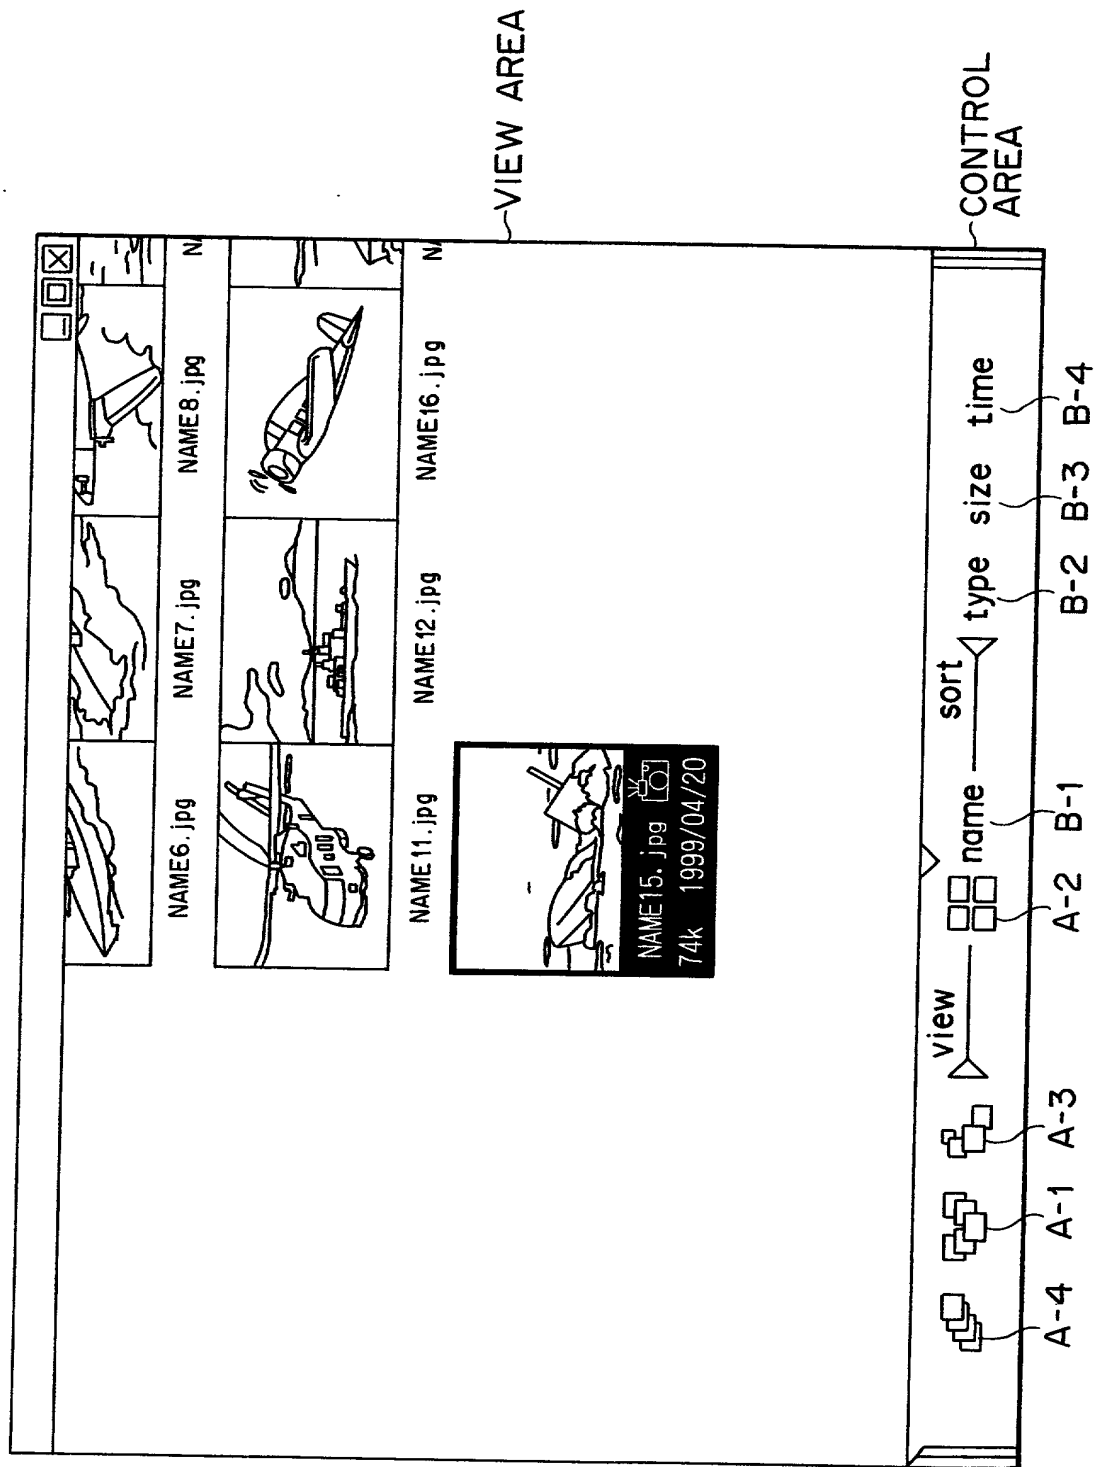 NAME6.jpg NAME7.jpg NAME8.jpg N
NAME11.jpg NAME12.jpg NAME16.jpg N
VIEW AREA
NAME15.jpg
74k 1999/04/20
view sort
name type size time
CONTROL
AREA
A-4 A-1 A-3 A-2 B-1 B-2 B-3 B-4